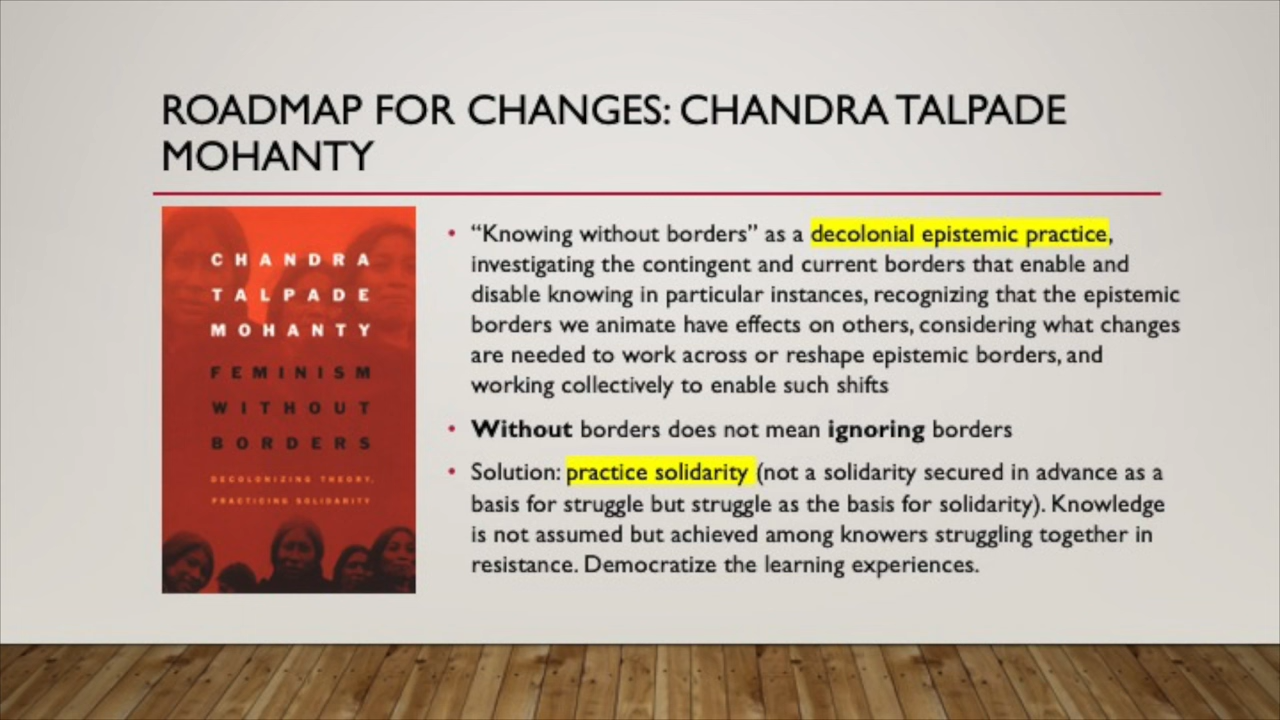 ROADMAP FOR CHANGES: CHANDRA TALPADE
MOHANTY
CHANDRA
TALPADE
MOHANTY
FEMINISM
WITHOUT
BORDERS
DECOLONIZING THEORY,
PRACTICING SOLIDARITY
• “Knowing without borders” as a decolonial epistemic practice,
investigating the contingent and current borders that enable and
disable knowing in particular instances, recognizing that the epistemic
borders we animate have effects on others, considering what changes
are needed to work across or reshape epistemic borders, and
working collectively to enable such shifts
• Without borders does not mean ignoring borders
• Solution: practice solidarity (not a solidarity secured in advance as a
basis for struggle but struggle as the basis for solidarity). Knowledge
is not assumed but achieved among knowers struggling together in
resistance. Democratize the learning experiences.